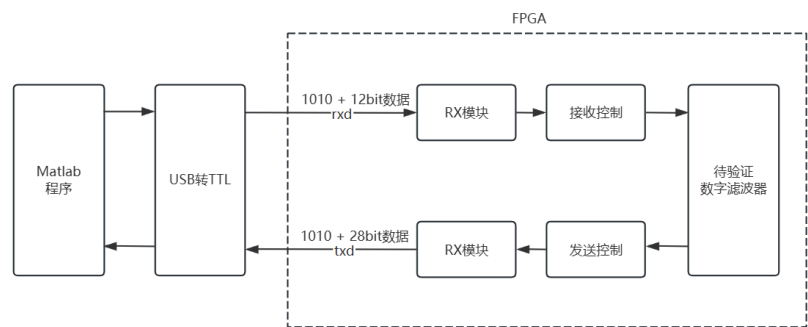 FPGA
1010 + 12bit数据
rxd
RX模块
接收控制
Matlab
程序
USB转TTL
待验证
数字滤波器
1010 + 28bit数据
txd
RX模块
发送控制